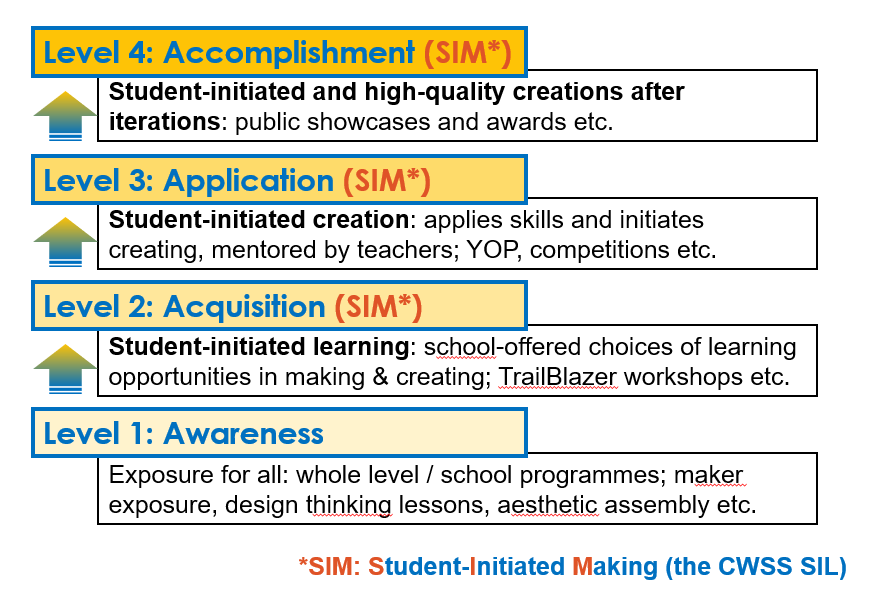 Level 4: Accomplishment (SIM*)
Student-initiated and high-quality creations after
iterations: public showcases and awards etc.
Level 3: Application (SIM*)
Student-initiated creation: applies skills and initiates
creating, mentored by teachers; YOP, competitions etc.
Level 2: Acquisition (SIM*)
Student-initiated learning: school-offered choices of learning
opportunities in making & creating; TrailBlazer workshops etc.
Level 1: Awareness
Exposure for all: whole level / school programmes; maker
exposure, design thinking lessons, aesthetic assembly etc.
*SIM: Student-Initiated Making (the CWSS SIL)